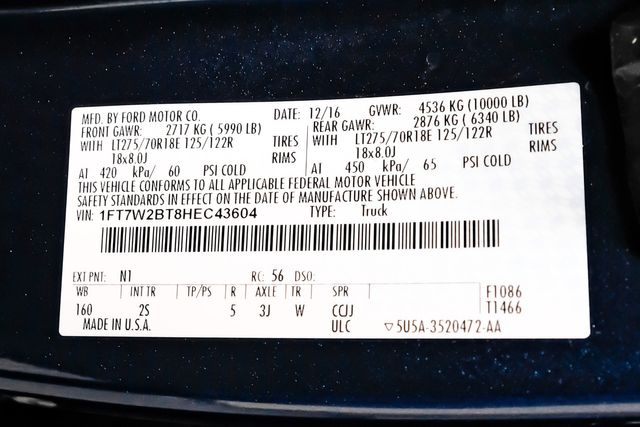 MFD. BY FORD MOTOR CO. DATE: 12/16 GVWR: 4536 KG (10000 LB)
FRONT GAWR: 2717 KG ( 5990 LB) REAR GAWR: 2876 KG ( 6340 LB)
WITH LT275/70R18E 125/122R TIRES WITH LT275/70R18E 125/122R TIRES
18x8.0J RIMS 18x8.0J RIMS
AT 420 kPa/ 60 PSI COLD AT 450 kPa/ 65 PSI COLD
THIS VEHICLE CONFORMS TO ALL APPLICABLE FEDERAL MOTOR VEHICLE
SAFETY STANDARDS IN EFFECT ON THE DATE OF MANUFACTURE SHOWN ABOVE.
VIN: 1FT7W2BT8HEC43604 TYPE: Truck
EXT PNT: N1 RC: 56 DSO:
WB INT TR TP/PS R AXLE TR SPR F1086
160 2S 5 3J W CCJJ T1466
MADE IN U.S.A. ULC ▽5U5A-3520472-AA